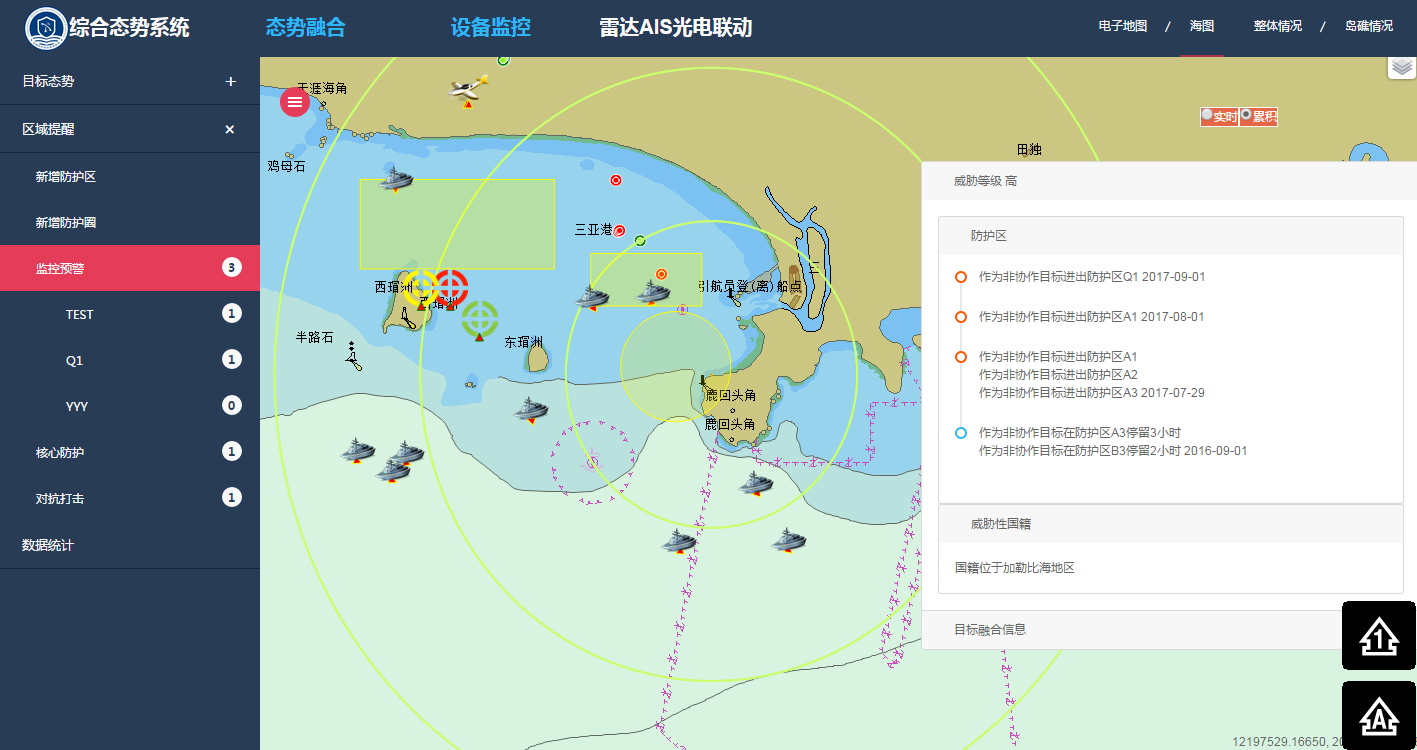 综合态势系统
态势融合
设备监控
雷达AIS光电联动
电子地图 / 海图
整体情况 / 岛礁情况
目标态势 +
区域提醒 ×
新增防护区
新增防护圈
监控预警 3
TEST 1
Q1 1
YYY 0
核心防护 1
对抗打击 1
数据统计
天涯海角
鸡母石
三亚港
西瑁洲
西瑁洲
半路石
东瑁洲
引航员登(离)船点
三
鹿回头角
鹿回头角
田独
实时 累积
威胁等级 高
防护区
作为非协作目标进出防护区Q1 2017-09-01
作为非协作目标进出防护区A1 2017-08-01
作为非协作目标进出防护区A1
作为非协作目标进出防护区A2
作为非协作目标进出防护区A3 2017-07-29
作为非协作目标在防护区A3停留3小时
作为非协作目标在防护区B3停留2小时 2016-09-01
威胁性国籍
国籍位于加勒比海地区
目标融合信息
1
A
12197529.16650, 20